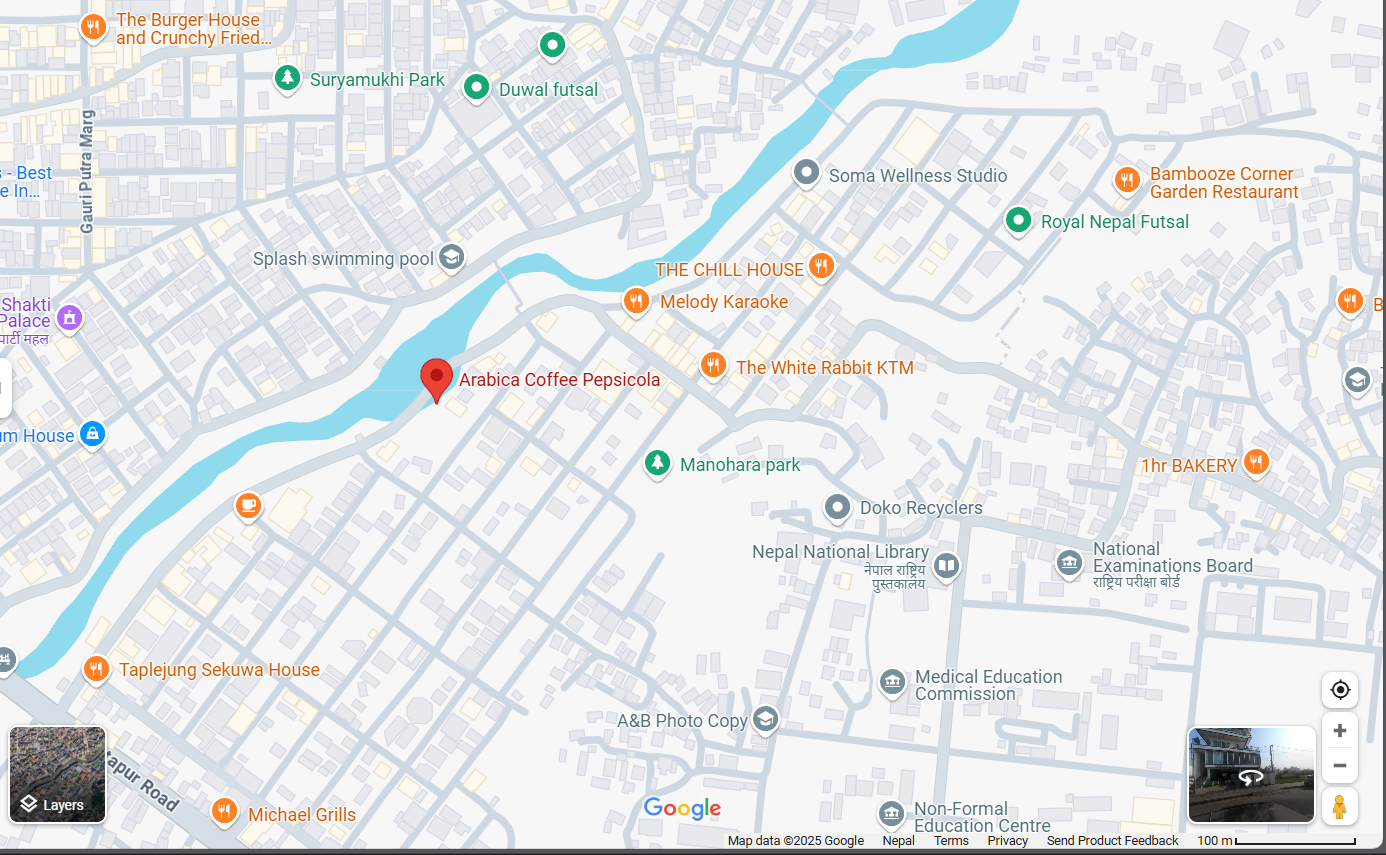 The Burger House
and Crunchy Fried...
Suryamukhi Park
Duwal futsal
Gauri Putra Marg
s - Best
e In...
Soma Wellness Studio
Bambooze Corner
Garden Restaurant
Royal Nepal Futsal
Splash swimming pool
THE CHILL HOUSE
Melody Karaoke
Shakti
Palace
पार्टी महल
B
The White Rabbit KTM
Arabica Coffee Pepsicola
um House
Manohara park
1hr BAKERY
Doko Recyclers
Nepal National Library
नेपाल राष्ट्रिय
पुस्तकालय
National
Examinations Board
राष्ट्रिय परीक्षा बोर्ड
Taplejung Sekuwa House
Medical Education
Commission
A&B Photo Copy
tapur Road
Layers
Michael Grills
Google
Non-Formal
Education Centre
Map data ©2025 Google Nepal Terms Privacy Send Product Feedback 100 m